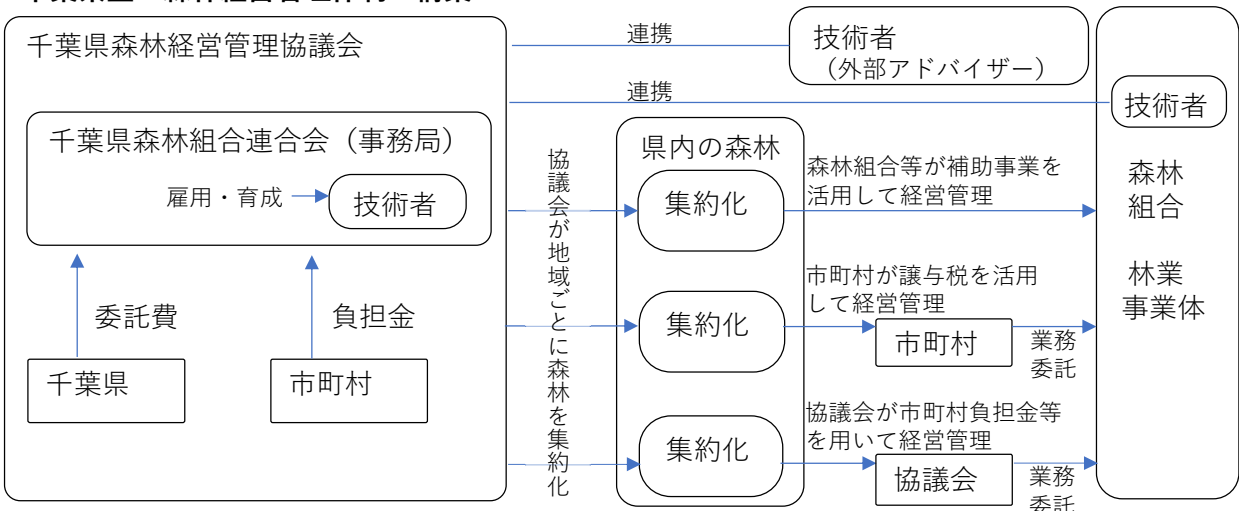 千葉県森林経営管理協議会
千葉県森林組合連合会（事務局）
雇用・育成
技術者
委託費
負担金
千葉県
市町村
連携
技術者
（外部アドバイザー）
連携
技術者
協議会が地域ごとに森林を集約化
県内の森林
集約化
森林組合等が補助事業を
活用して経営管理
集約化
市町村が譲与税を活用
して経営管理
市町村
業務
委託
集約化
協議会が市町村負担金等
を用いて経営管理
協議会
業務
委託
森林
組合
林業
事業体